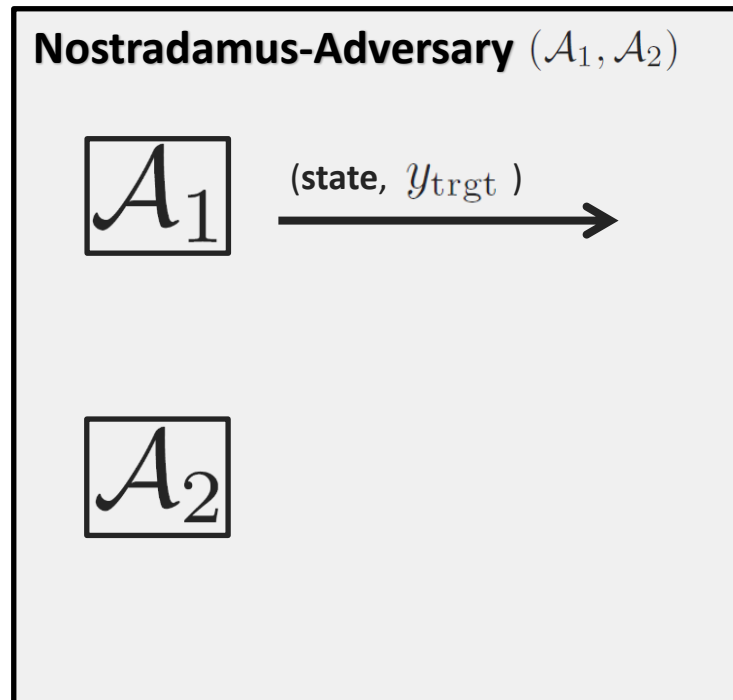 Nostradamus-Adversary (𝒜₁, 𝒜₂)
𝒜₁
(state, y_trgt )
𝒜₂